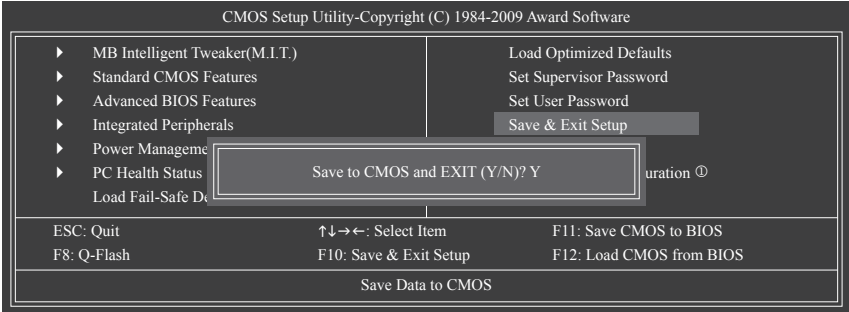 CMOS Setup Utility-Copyright (C) 1984-2009 Award Software
MB Intelligent Tweaker(M.I.T.)
Standard CMOS Features
Advanced BIOS Features
Integrated Peripherals
Power Manageme
PC Health Status
Load Fail-Safe De
Load Optimized Defaults
Set Supervisor Password
Set User Password
Save & Exit Setup
uration ①
Save to CMOS and EXIT (Y/N)? Y
ESC: Quit ↑↓→←: Select Item F11: Save CMOS to BIOS
F8: Q-Flash F10: Save & Exit Setup F12: Load CMOS from BIOS
Save Data to CMOS